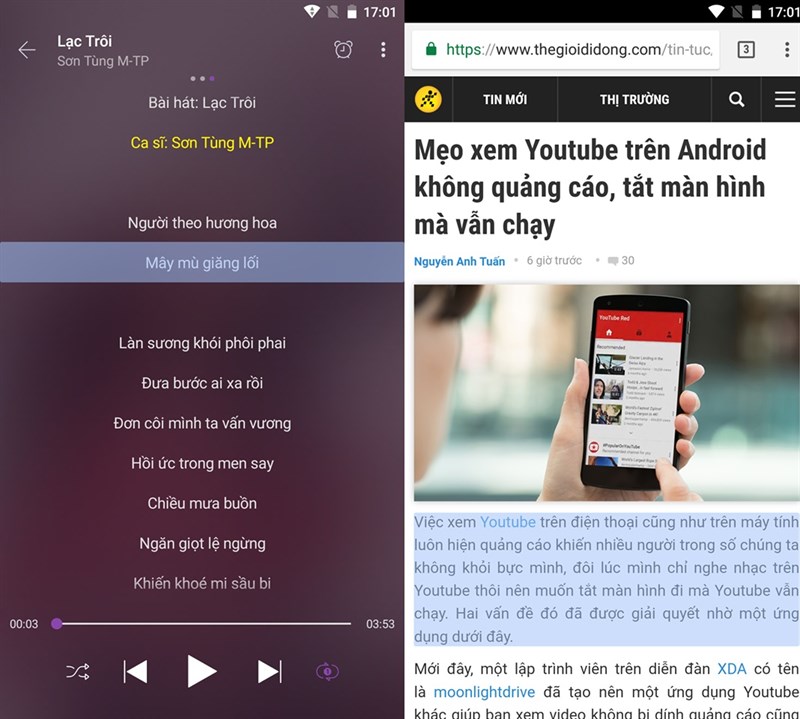 17:01
Lạc Trôi
Sơn Tùng M-TP
Bài hát: Lạc Trôi
Ca sĩ: Sơn Tùng M-TP
Người theo hương hoa
Mây mù giăng lối
Làn sương khói phôi phai
Đưa bước ai xa rồi
Đơn côi mình ta vấn vương
Hồi ức trong men say
Chiều mưa buồn
Ngăn giọt lệ ngừng
Khiến khoé mi sầu bi
00:03
03:53
17:01
https://www.thegioididong.com/tin-tuc,
3
TIN MỚI
THỊ TRƯỜNG
Mẹo xem Youtube trên Android
không quảng cáo, tắt màn hình
mà vẫn chạy
Nguyễn Anh Tuấn • 6 giờ trước • 30
YouTube Red
Recommended
#PopularOnYouTube
Việc xem Youtube trên điện thoại cũng như trên máy tính
luôn hiện quảng cáo khiến nhiều người trong số chúng ta
không khỏi bực mình, đôi lúc mình chỉ nghe nhạc trên
Youtube thôi nên muốn tắt màn hình đi mà Youtube vẫn
chạy. Hai vấn đề đó đã được giải quyết nhờ một ứng
dụng dưới đây.
Mới đây, một lập trình viên trên diễn đàn XDA có tên
là moonlightdrive đã tạo nên một ứng dụng Youtube
khác giúp bạn xem video không bị dính quảng cáo cũng